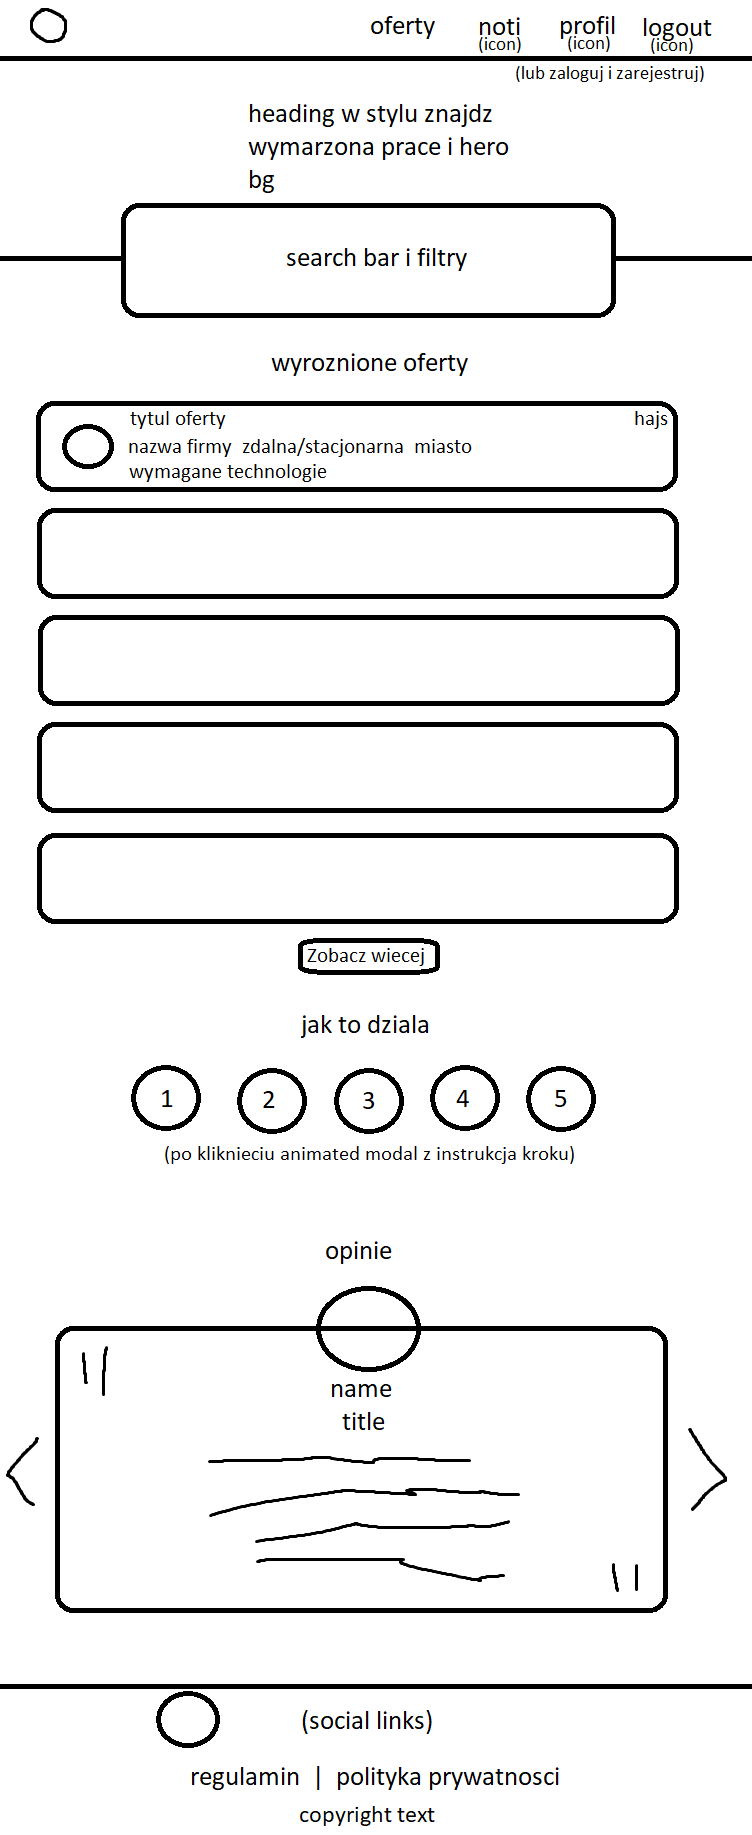 oferty noti profil logout
(icon) (icon) (icon)
(lub zaloguj i zarejestruj)
heading w stylu znajdz
wymarzona prace i hero
bg
search bar i filtry
wyroznione oferty
tytul oferty hajs
nazwa firmy zdalna/stacjonarna miasto
wymagane technologie
Zobacz wiecej
jak to dziala
1 2 3 4 5
(po kliknieciu animated modal z instrukcja kroku)
opinie
name
title
(social links)
regulamin | polityka prywatnosci
copyright text